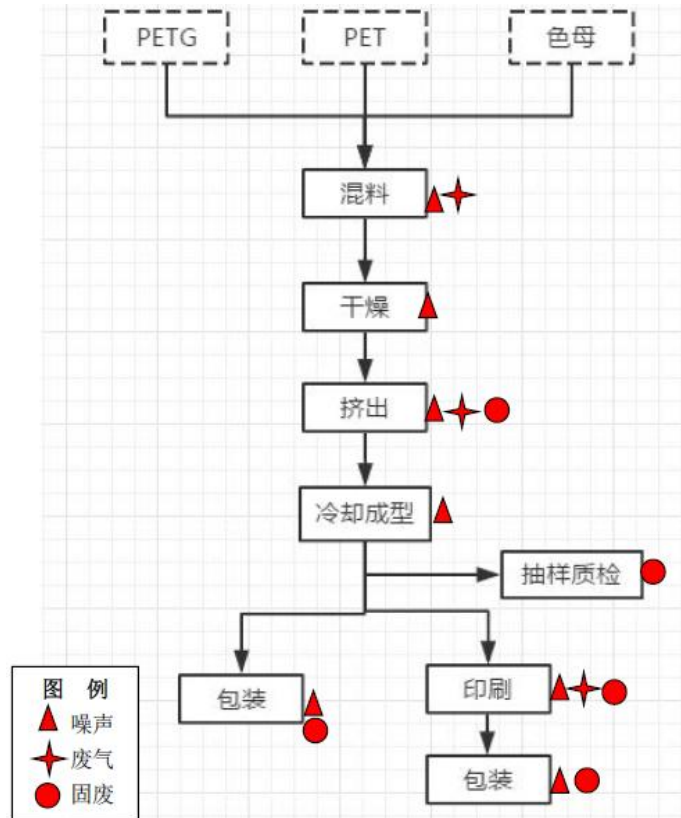 PETG
PET
色母
混料
干燥
挤出
冷却成型
抽样质检
包装
印刷
包装
图 例
噪声
废气
固废